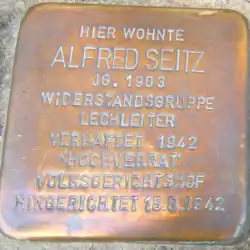 HIER WOHNTE
ALFRED SEITZ
JG. 1903
WIDERSTANDSGRUPPE
LECHLEITER
VERHAFTET 1942
'HOCHVERRAT'
VOLKSGERICHTSHOF
HINGERICHTET 15.9.1942